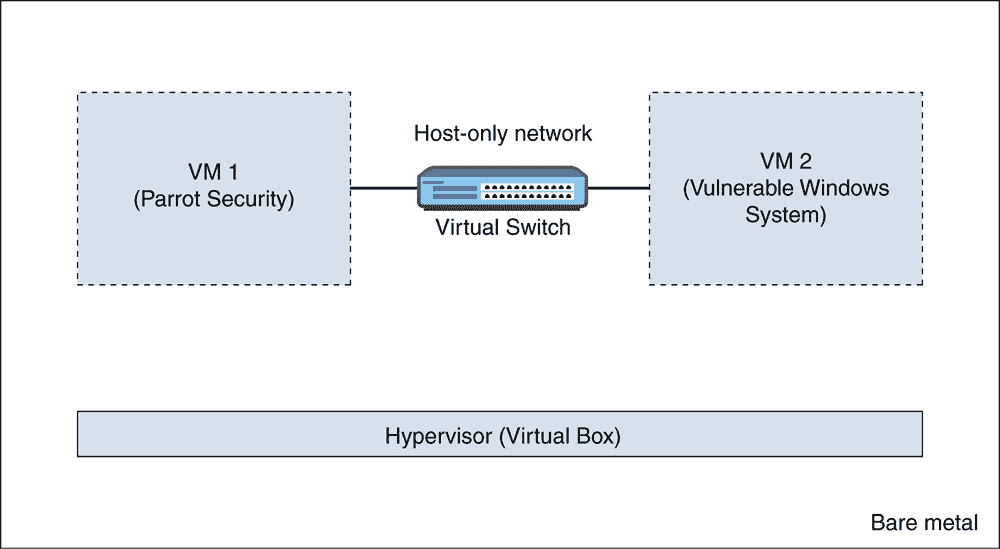 Host-only network
VM 1
(Parrot Security)
VM 2
(Vulnerable Windows
System)
Virtual Switch
Hypervisor (Virtual Box)
Bare metal